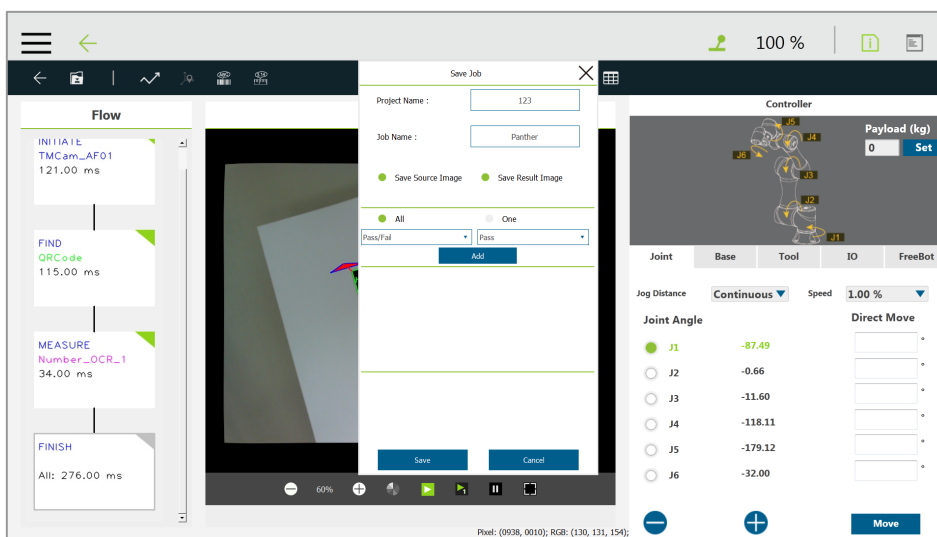 100 %
Flow
INITIATE
TMCam_AF01
121.00 ms
FIND
QRCode
115.00 ms
MEASURE
Number_OCR_1
34.00 ms
FINISH
All: 276.00 ms
Save Job
Project Name :
123
Job Name :
Panther
Save Source Image
Save Result Image
All
One
Pass/Fail
Pass
Add
Save
Cancel
60%
1
Pixel: (0938, 0010); RGB: (130, 131, 154);
Controller
J5
J4
J6
J3
J2
J1
Payload (kg)
0
Set
Joint
Base
Tool
IO
FreeBot
Jog Distance
Continuous
Speed
1.00 %
Joint Angle
Direct Move
J1 -87.49 °
J2 -0.66 °
J3 -11.60 °
J4 -118.11 °
J5 -179.12 °
J6 -32.00 °
Move